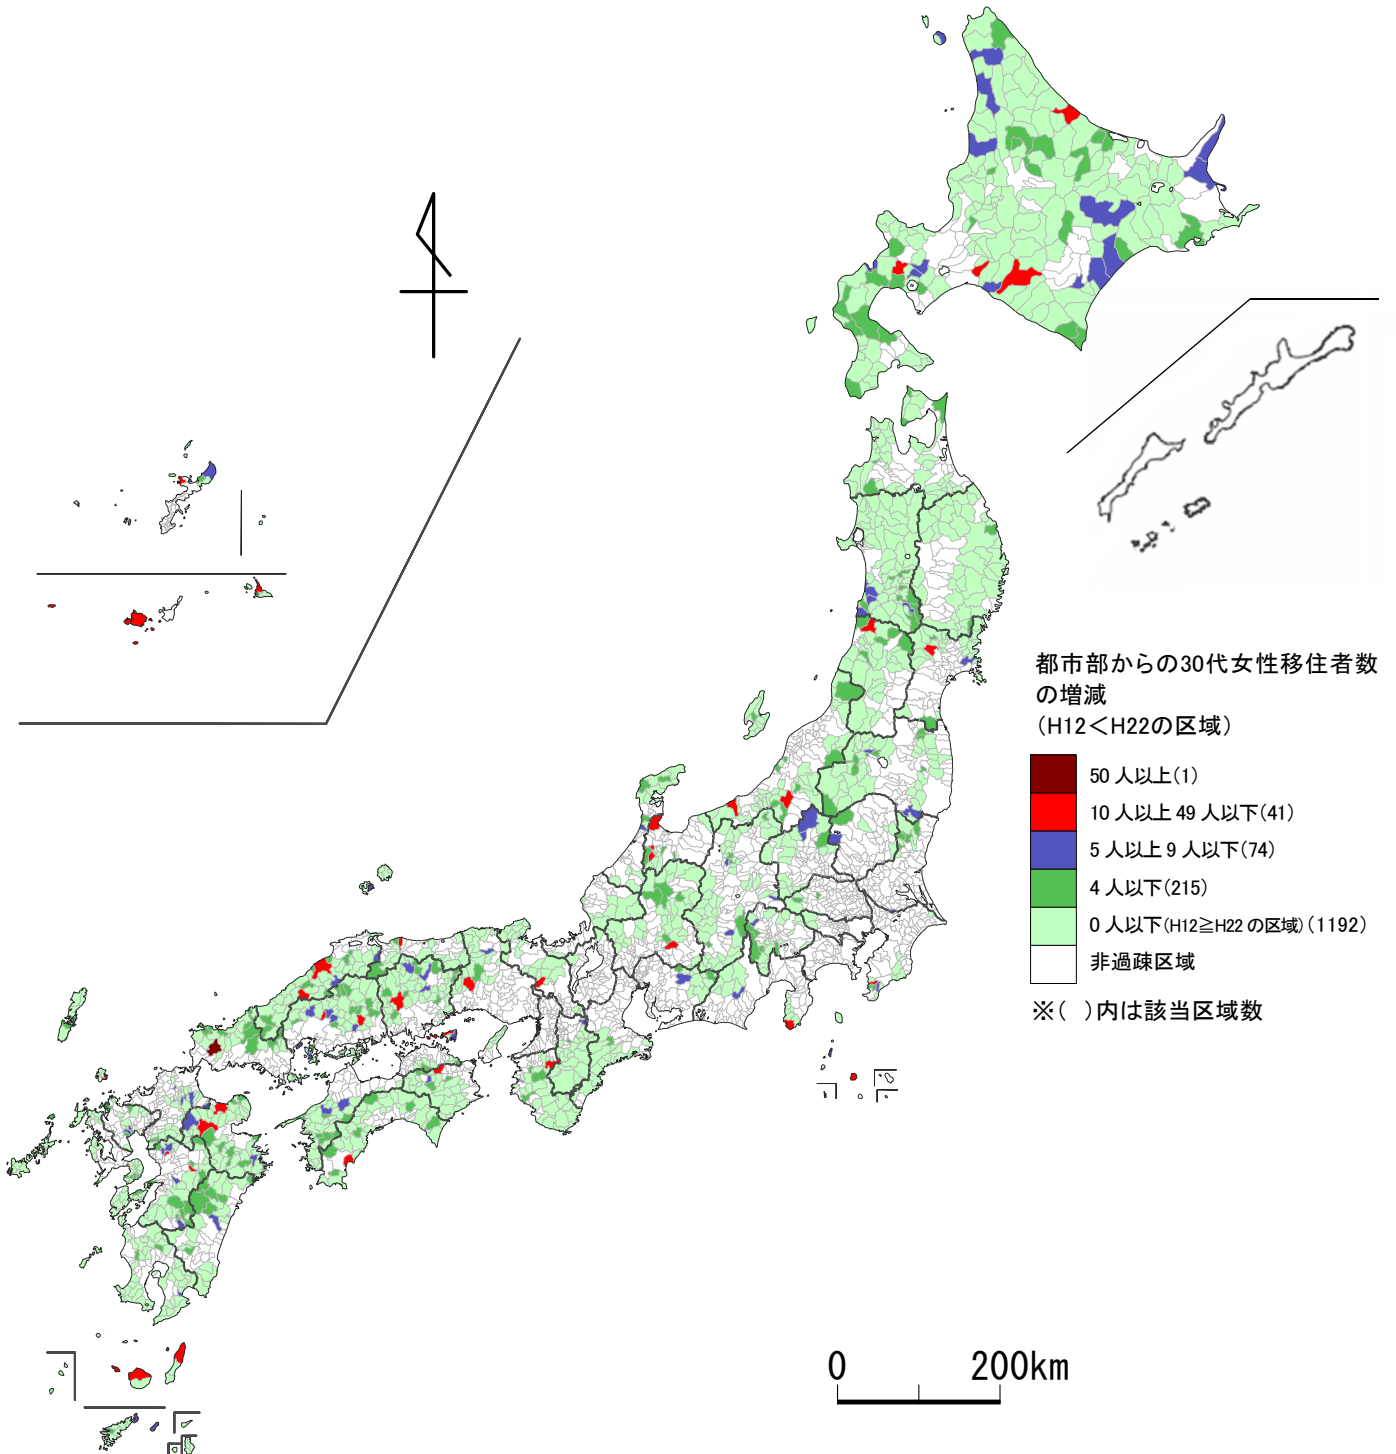 都市部からの30代女性移住者数
の増減
(H12<H22の区域)
50 人以上(1)
10 人以上 49 人以下(41)
5 人以上 9 人以下(74)
4 人以下(215)
0 人以下(H12≧H22 の区域)(1192)
非過疎区域
※( )内は該当区域数
0 200km